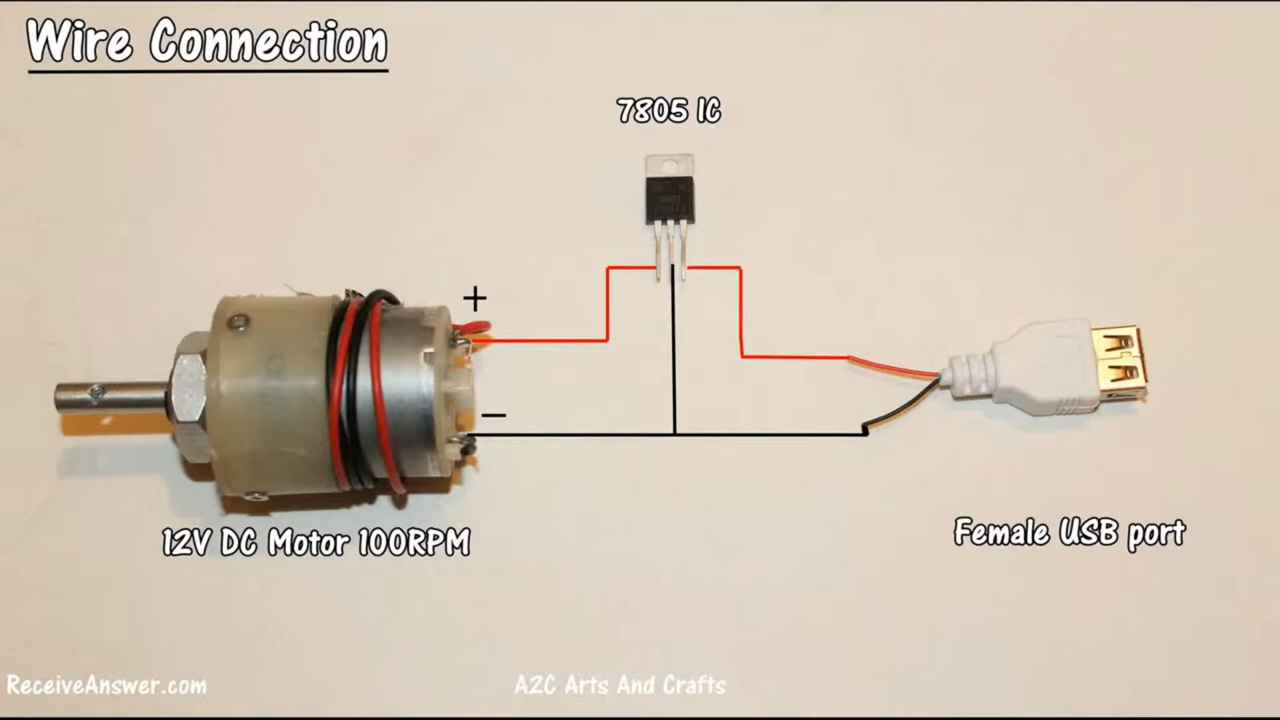 Wire Connection
7805 IC
+
−
12V DC Motor 100RPM
Female USB port
ReceiveAnswer.com
A2C Arts And Crafts